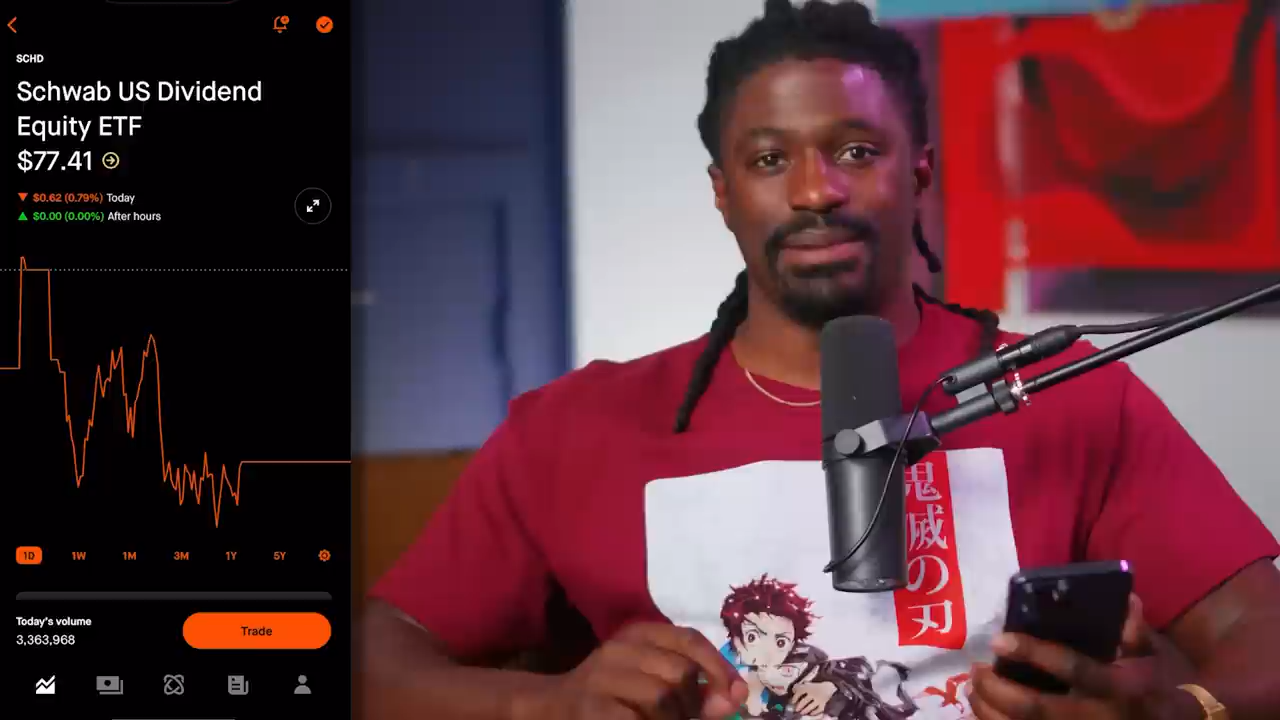 SCHD
Schwab US Dividend
Equity ETF
$77.41
$0.62 (0.79%) Today
$0.00 (0.00%) After hours
1D 1W 1M 3M 1Y 5Y
Today's volume
3,363,968
Trade
鬼滅の刃